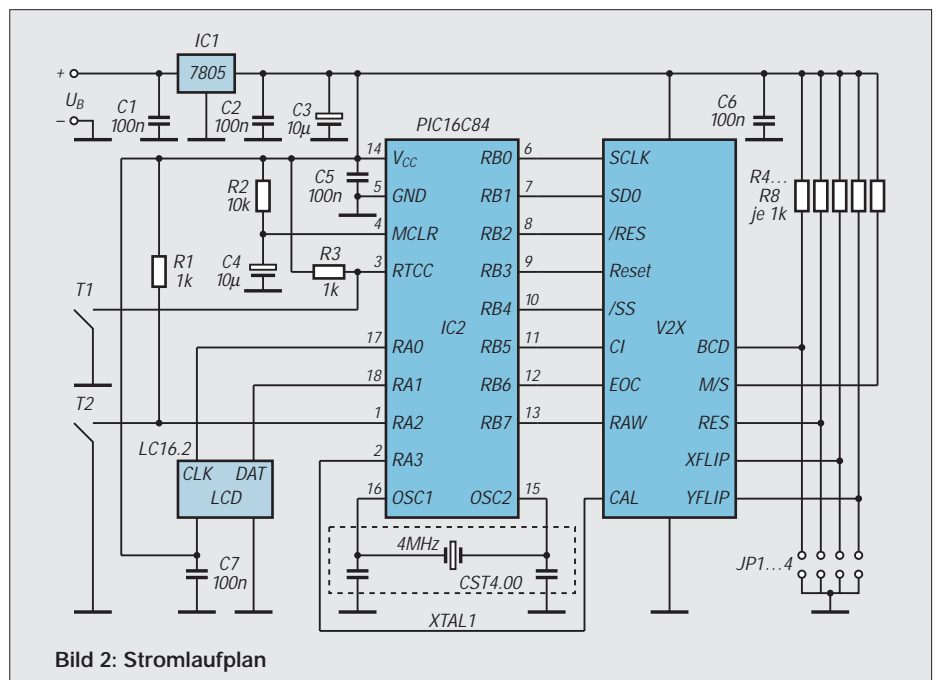 IC1
7805
+
U_B
−
C1
100n
C2
100n
C3
10µ
C6
100n
PIC16C84
14
V_CC
RB0
6
SCLK
R4...
R8
je 1k
R2
10k
C5
100n
5
GND
RB1
7
SD0
4
MCLR
RB2
8
/RES
R1
1k
C4
10µ
R3
1k
3
RTCC
RB3
9
Reset
T1
RB4
10
/SS
IC2
V2X
17
RA0
RB5
11
CI
BCD
18
RA1
RB6
12
EOC
M/S
T2
1
RA2
RB7
13
RAW
RES
LC16.2
2
RA3
XFLIP
CLK DAT
LCD
16
OSC1
OSC2
15
CAL
YFLIP
4MHz
CST4.00
C7
100n
JP1...4
XTAL1
Bild 2: Stromlaufplan